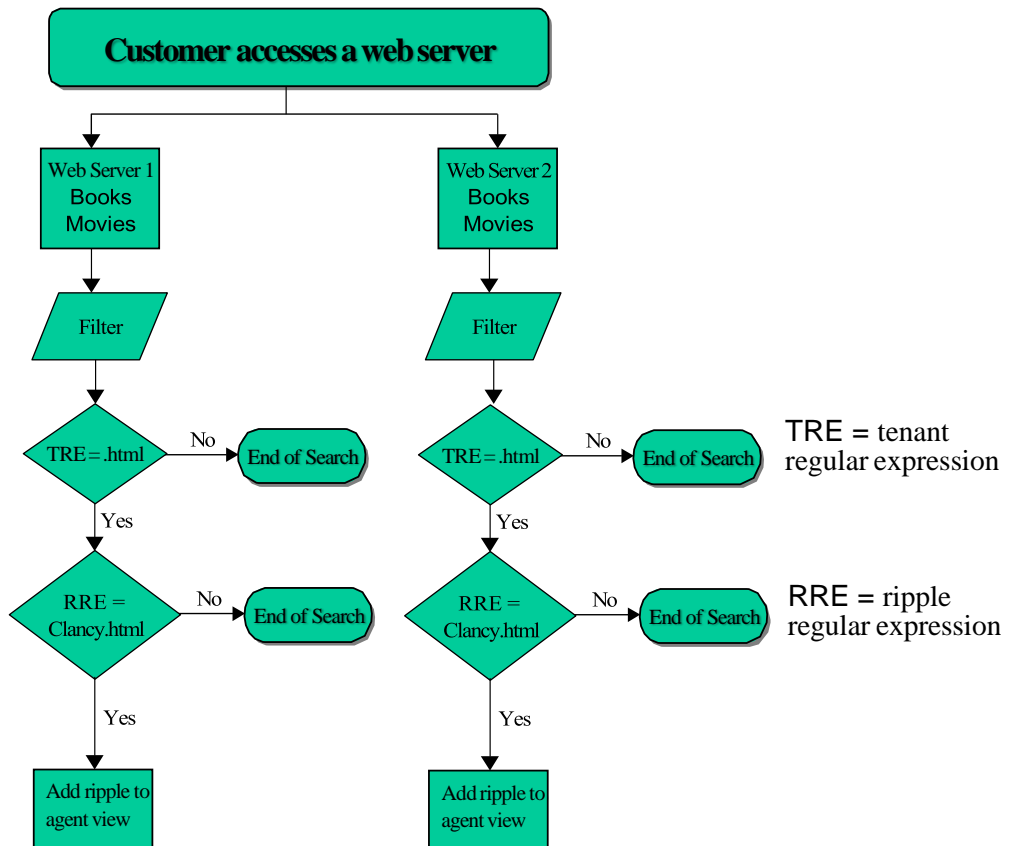 Customer accesses a web server
Web Server 1
Books
Movies
Web Server 2
Books
Movies
Filter
Filter
TRE = .html
No
End of Search
TRE = .html
No
End of Search
TRE = tenant
regular expression
Yes
Yes
RRE =
Clancy.html
No
End of Search
RRE =
Clancy.html
No
End of Search
RRE = ripple
regular expression
Yes
Yes
Add ripple to
agent view
Add ripple to
agent view